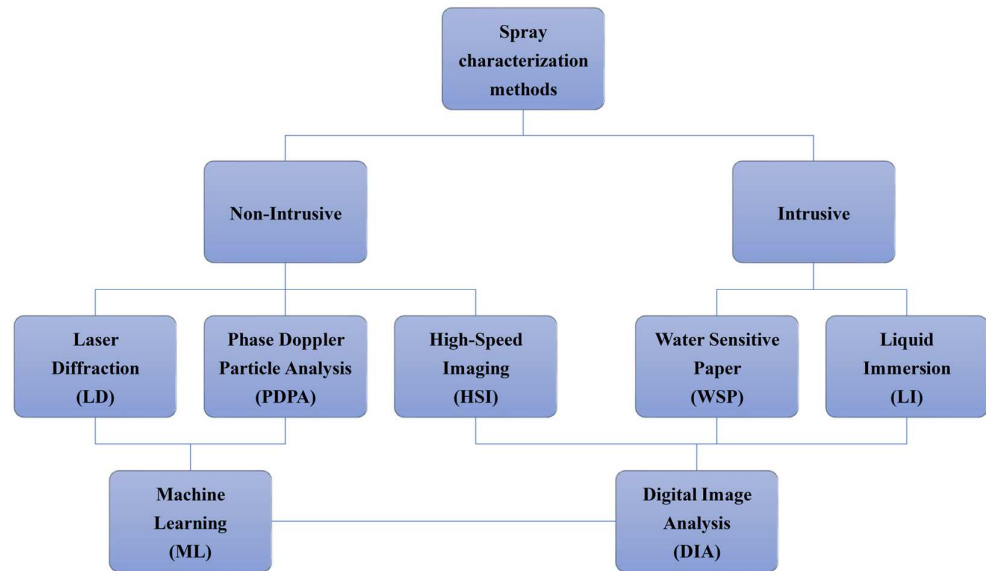 Spray
characterization
methods
Non-Intrusive
Intrusive
Laser
Diffraction
(LD)
Phase Doppler
Particle Analysis
(PDPA)
High-Speed
Imaging
(HSI)
Water Sensitive
Paper
(WSP)
Liquid
Immersion
(LI)
Machine
Learning
(ML)
Digital Image
Analysis
(DIA)